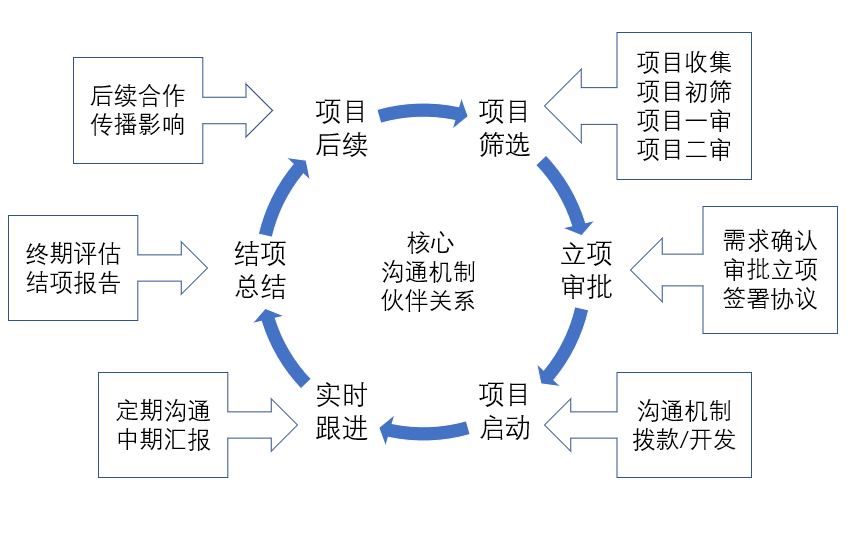 项目收集
项目初筛
项目一审
项目二审
后续合作
传播影响
项目
后续
项目
筛选
终期评估
结项报告
结项
总结
核心
沟通机制
伙伴关系
立项
审批
需求确认
审批立项
签署协议
定期沟通
中期汇报
实时
跟进
项目
启动
沟通机制
拨款/开发